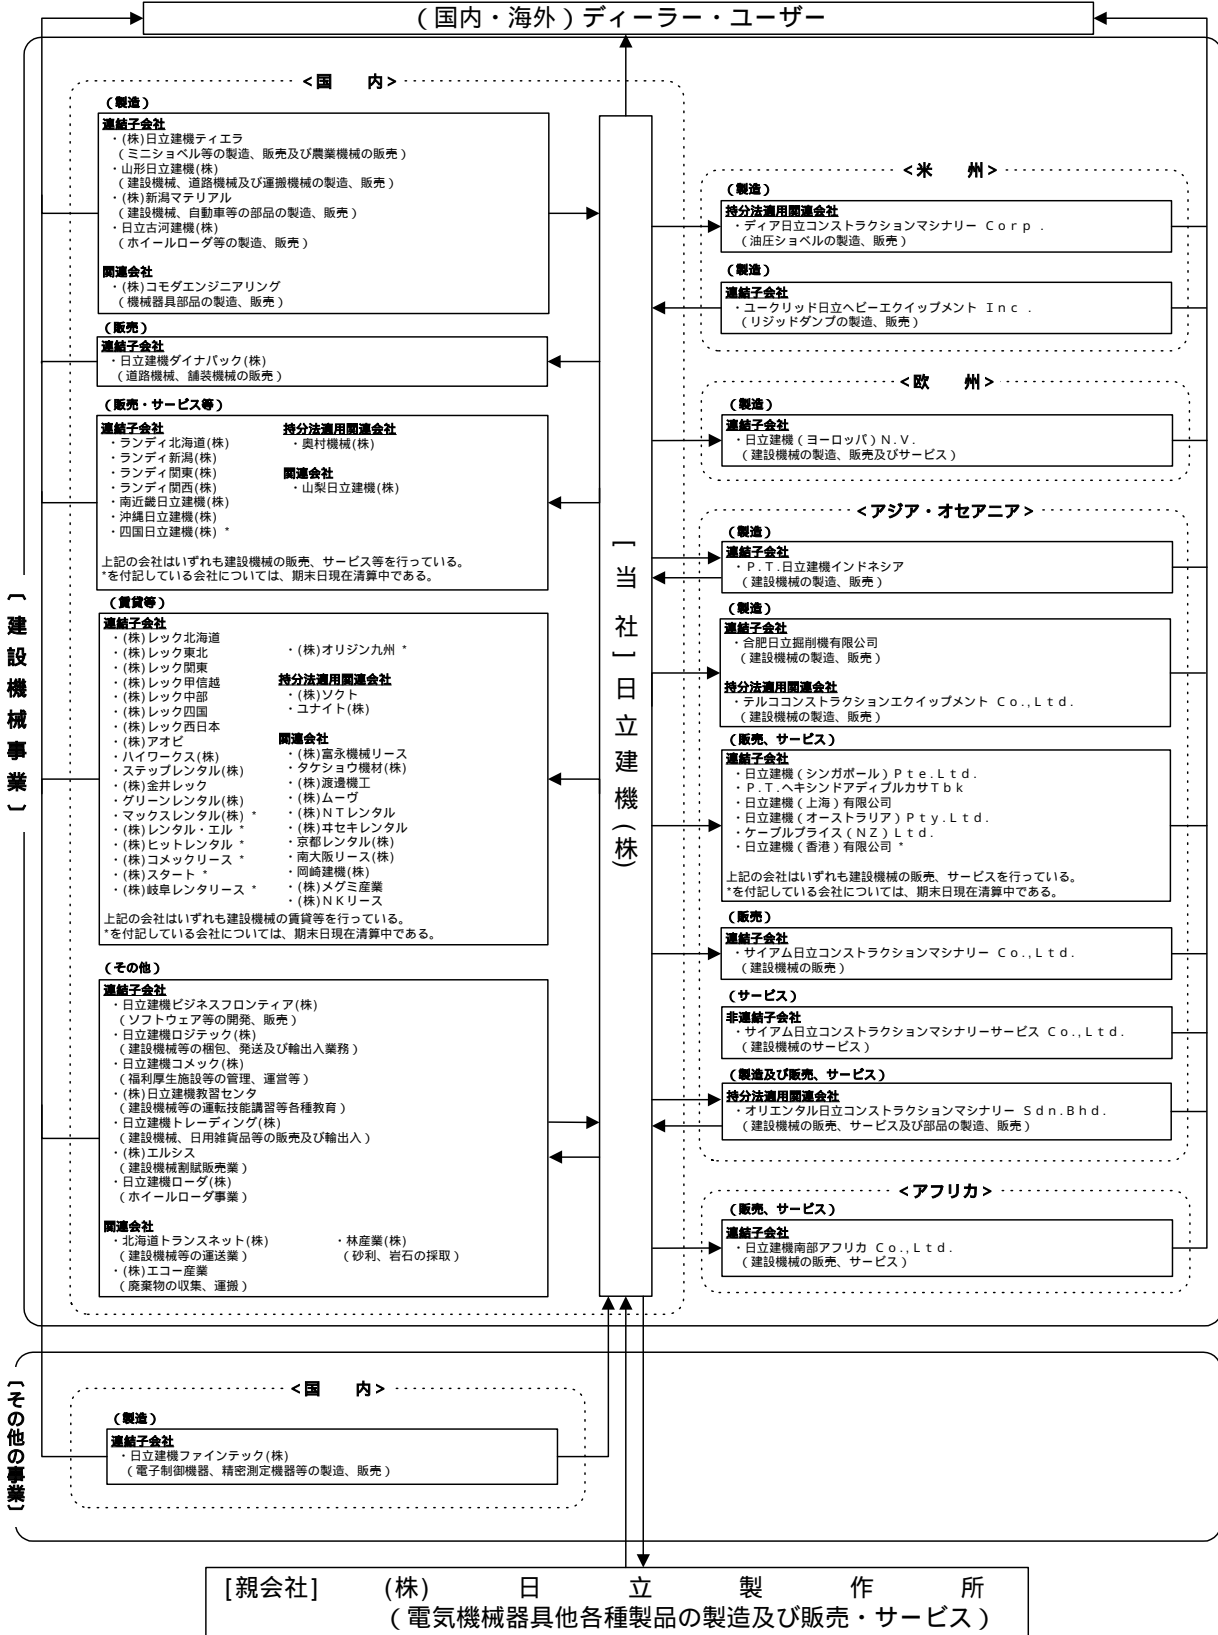 （国内・海外）ディーラー・ユーザー
〔建設機械事業〕
＜国　　内＞
（製造）
連結子会社
・(株)日立建機ティエラ
（ミニショベル等の製造、販売及び農業機械の販売）
・山形日立建機(株)
（建設機械、道路機械及び運搬機械の製造、販売）
・(株)新潟マテリアル
（建設機械、自動車等の部品の製造、販売）
・日立古河建機(株)
（ホイールローダ等の製造、販売）
関連会社
・(株)コモダエンジニアリング
（機械器具部品の製造、販売）
（販売）
連結子会社
・日立建機ダイナパック(株)
（道路機械、舗装機械の販売）
（販売・サービス等）
連結子会社
・ランディ北海道(株)
・ランディ新潟(株)
・ランディ関東(株)
・ランディ関西(株)
・南近畿日立建機(株)
・沖縄日立建機(株)
・四国日立建機(株) *
持分法適用関連会社
・奥村機械(株)
関連会社
・山梨日立建機(株)
上記の会社はいずれも建設機械の販売、サービス等を行っている。
*を付記している会社については、期末日現在清算中である。
（賃貸等）
連結子会社
・(株)レック北海道
・(株)レック東北
・(株)レック関東
・(株)レック甲信越
・(株)レック中部
・(株)レック四国
・(株)レック西日本
・(株)アオビ
・ハイワークス(株)
・ステップレンタル(株)
・(株)金井レック
・グリーンレンタル(株)
・マックスレンタル(株) *
・(株)レンタル・エル *
・(株)ヒットレンタル *
・(株)コメックリース *
・(株)スタート *
・(株)岐阜レンタリース *
・(株)オリジン九州 *
持分法適用関連会社
・(株)ソクト
・ユナイト(株)
関連会社
・(株)富永機械リース
・タケショウ機材(株)
・(株)渡邊機工
・(株)ムーヴ
・(株)ＮＴレンタル
・(株)ヰセキレンタル
・京都レンタル(株)
・南大阪リース(株)
・岡崎建機(株)
・(株)メグミ産業
・(株)ＮＫリース
上記の会社はいずれも建設機械の賃貸等を行っている。
*を付記している会社については、期末日現在清算中である。
（その他）
連結子会社
・日立建機ビジネスフロンティア(株)
（ソフトウェア等の開発、販売）
・日立建機ロジテック(株)
（建設機械等の梱包、発送及び輸出入業務）
・日立建機コメック(株)
（福利厚生施設等の管理、運営等）
・(株)日立建機教習センタ
（建設機械等の運転技能講習等各種教育）
・日立建機トレーディング(株)
（建設機械、日用雑貨品等の販売及び輸出入）
・(株)エルシス
（建設機械割賦販売業）
・日立建機ローダ(株)
（ホイールローダ事業）
関連会社
・北海道トランスネット(株)
（建設機械等の運送業）
・(株)エコー産業
（廃棄物の収集、運搬）
・林産業(株)
（砂利、岩石の採取）
［当社］日立建機(株)
＜米　　州＞
（製造）
持分法適用関連会社
・ディア日立コンストラクションマシナリー Ｃｏｒｐ．
（油圧ショベルの製造、販売）
（製造）
連結子会社
・ユークリッド日立ヘビーエクイップメント Ｉｎｃ．
（リジッドダンプの製造、販売）
＜欧　　州＞
（製造）
連結子会社
・日立建機（ヨーロッパ）Ｎ.Ｖ.
（建設機械の製造、販売及びサービス）
＜アジア・オセアニア＞
（製造）
連結子会社
・Ｐ.Ｔ.日立建機インドネシア
（建設機械の製造、販売）
（製造）
連結子会社
・合肥日立掘削機有限公司
（建設機械の製造、販売）
持分法適用関連会社
・テルココンストラクションエクイップメント Ｃｏ.,Ｌｔｄ.
（建設機械の製造、販売）
（販売、サービス）
連結子会社
・日立建機（シンガポール）Ｐｔｅ.Ｌｔｄ.
・Ｐ.Ｔ.ヘキシンドアディプルカサＴｂｋ
・日立建機（上海）有限公司
・日立建機（オーストラリア）Ｐｔｙ.Ｌｔｄ.
・ケーブルプライス（ＮＺ）Ｌｔｄ.
・日立建機（香港）有限公司 *
上記の会社はいずれも建設機械の販売、サービスを行っている。
*を付記している会社については、期末日現在清算中である。
（販売）
連結子会社
・サイアム日立コンストラクションマシナリー Ｃｏ.,Ｌｔｄ.
（建設機械の販売）
（サービス）
非連結子会社
・サイアム日立コンストラクションマシナリーサービス Ｃｏ.,Ｌｔｄ.
（建設機械のサービス）
（製造及び販売、サービス）
持分法適用関連会社
・オリエンタル日立コンストラクションマシナリー Ｓｄｎ.Ｂｈｄ.
（建設機械の販売、サービス及び部品の製造、販売）
＜アフリカ＞
（販売、サービス）
連結子会社
・日立建機南部アフリカ Ｃｏ.,Ｌｔｄ.
（建設機械の販売、サービス）
〔その他の事業〕
＜国　　内＞
（製造）
連結子会社
・日立建機ファインテック(株)
（電子制御機器、精密測定機器等の製造、販売）
[親会社]　(株)　日　立　製　作　所
（電気機械器具他各種製品の製造及び販売・サービス）